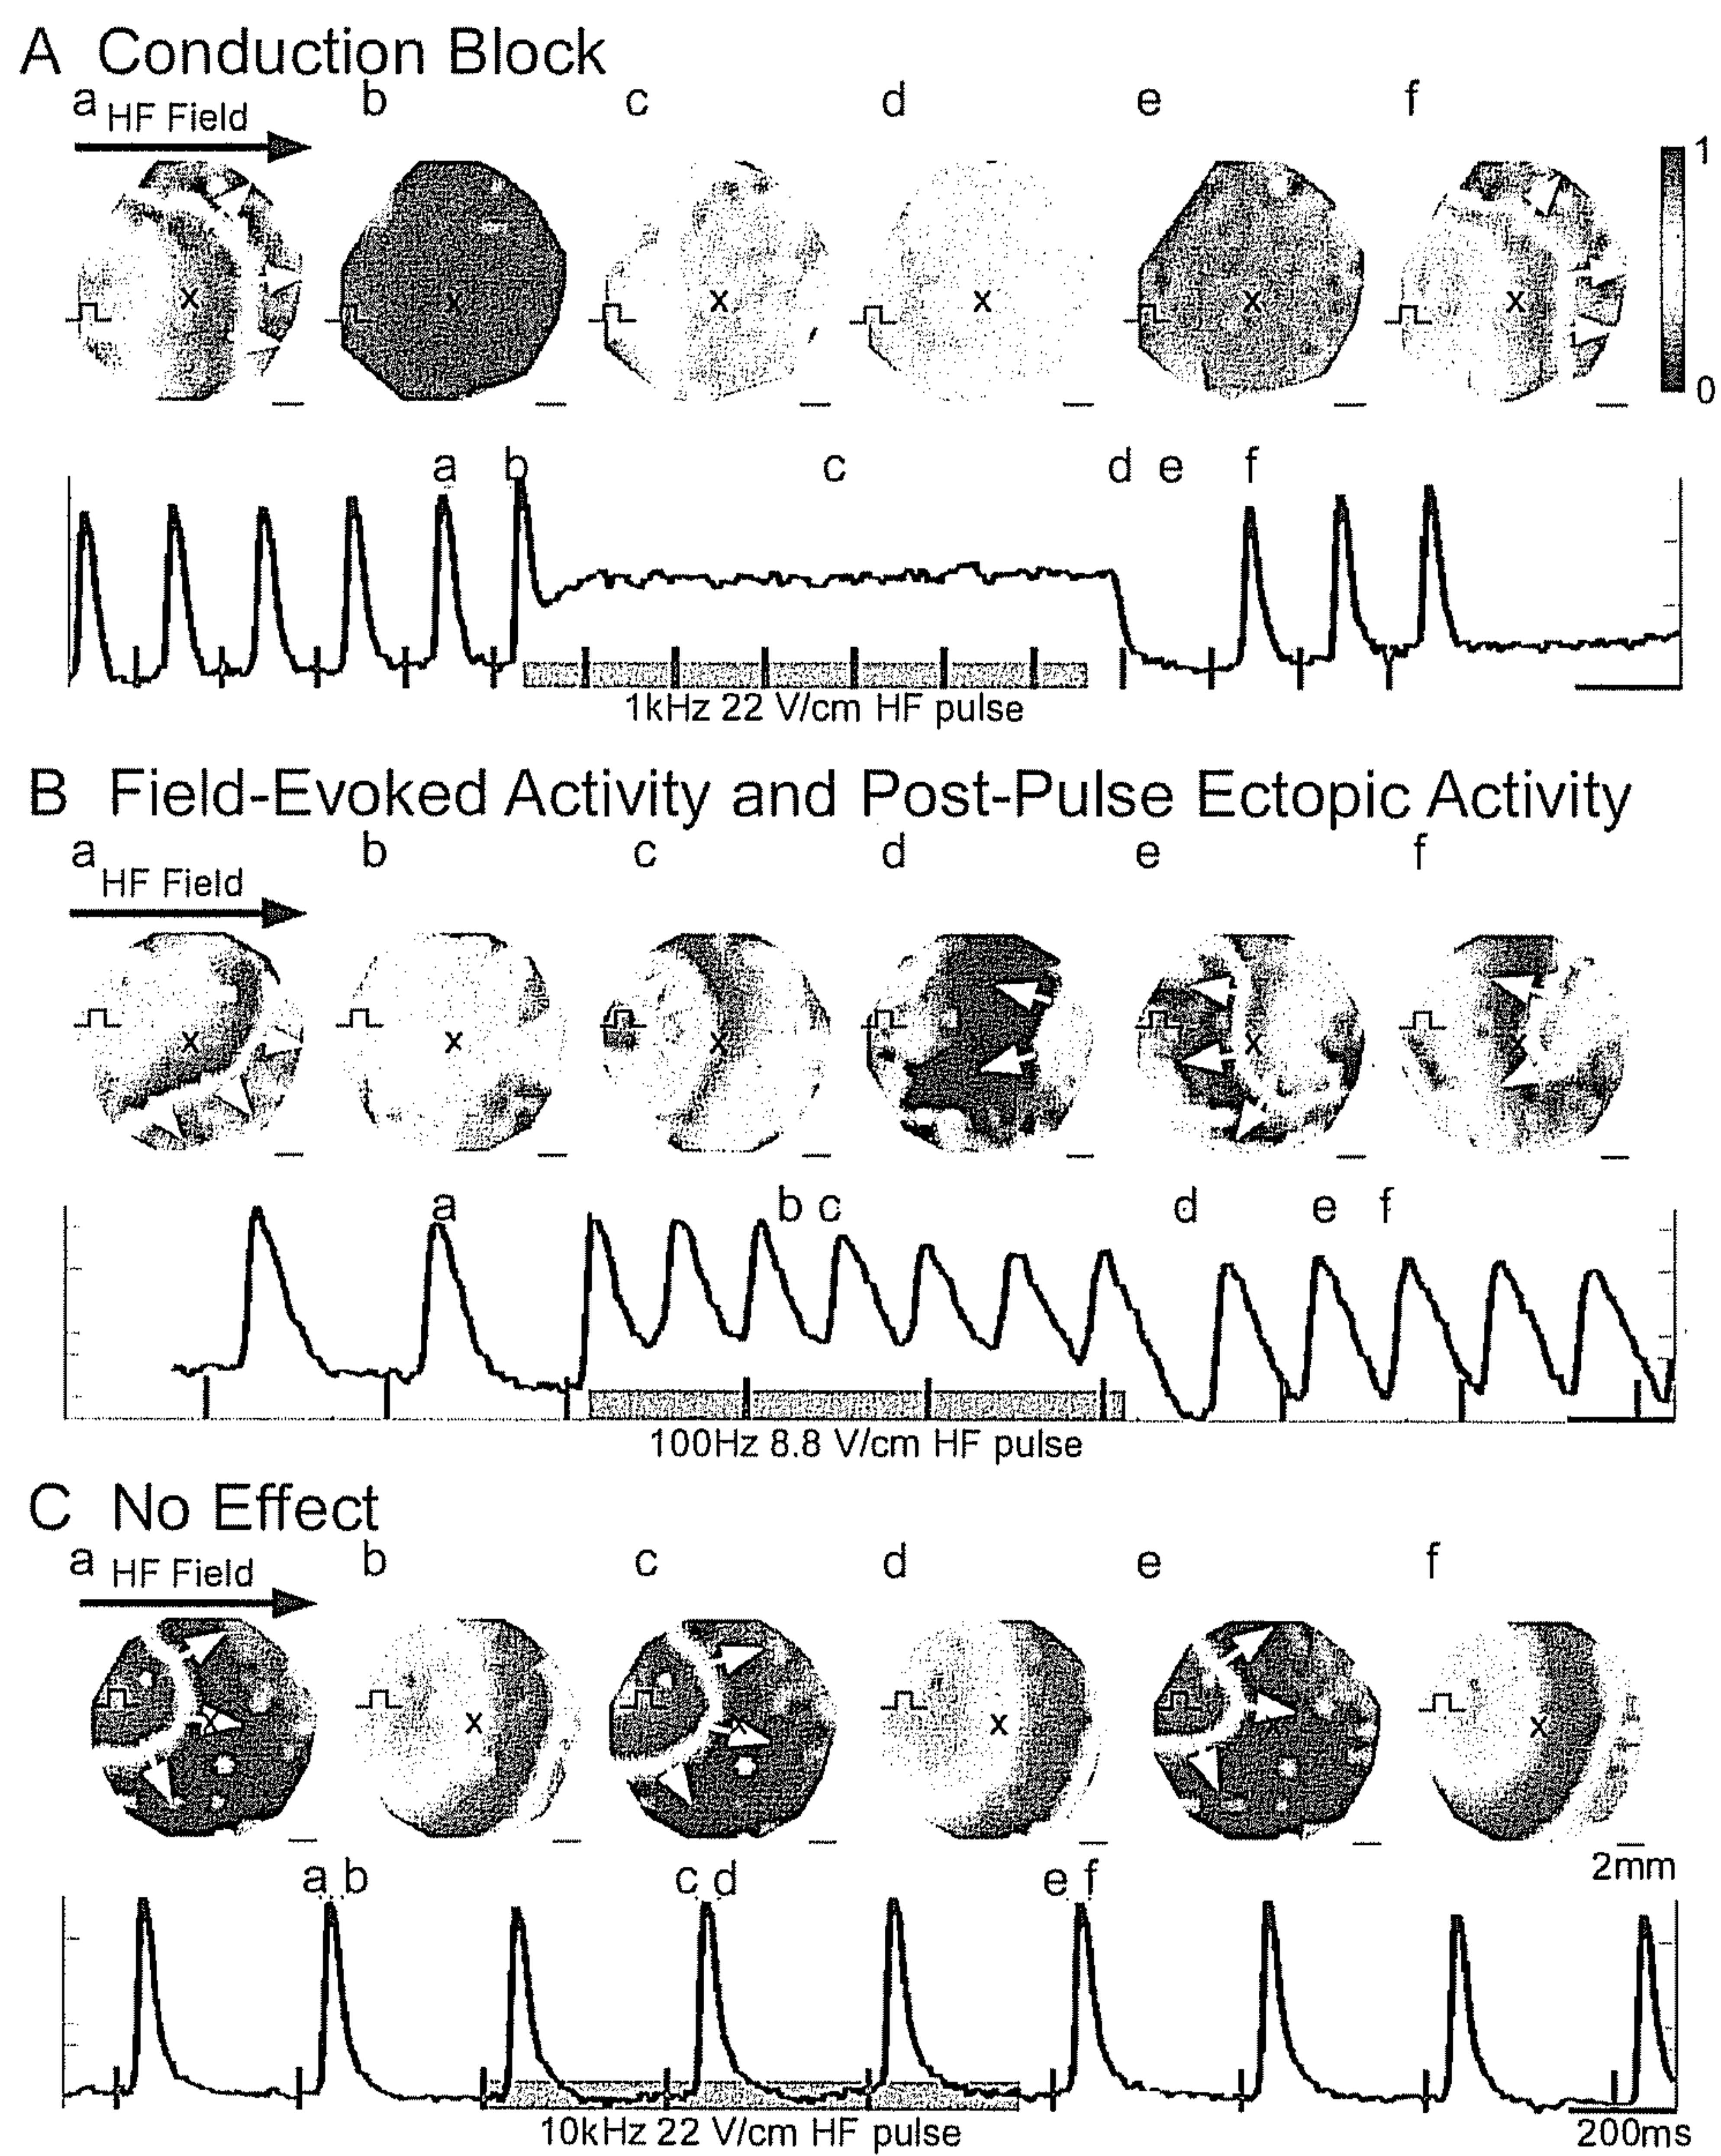 A Conduction Block
a b c d e f
HF Field
1
x x x x x x
0
a b c d e f
1kHz 22 V/cm HF pulse
B Field-Evoked Activity and Post-Pulse Ectopic Activity
a b c d e f
HF Field
x x x x x
a b c d e f
100Hz 8.8 V/cm HF pulse
C No Effect
a b c d e f
HF Field
x x x x x
2mm
a b c d e f
10kHz 22 V/cm HF pulse
200ms